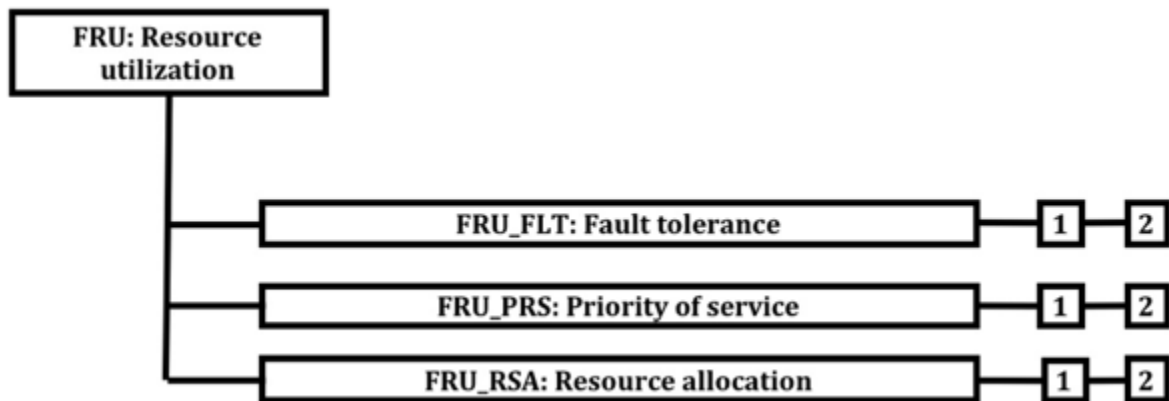 FRU: Resource
utilization
FRU_FLT: Fault tolerance 1 2
FRU_PRS: Priority of service 1 2
FRU_RSA: Resource allocation 1 2